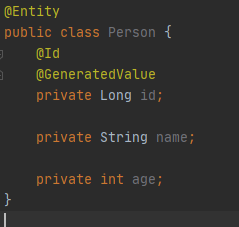 @Entity
public class Person {
    @Id
    @GeneratedValue
    private Long id;

    private String name;

    private int age;
}